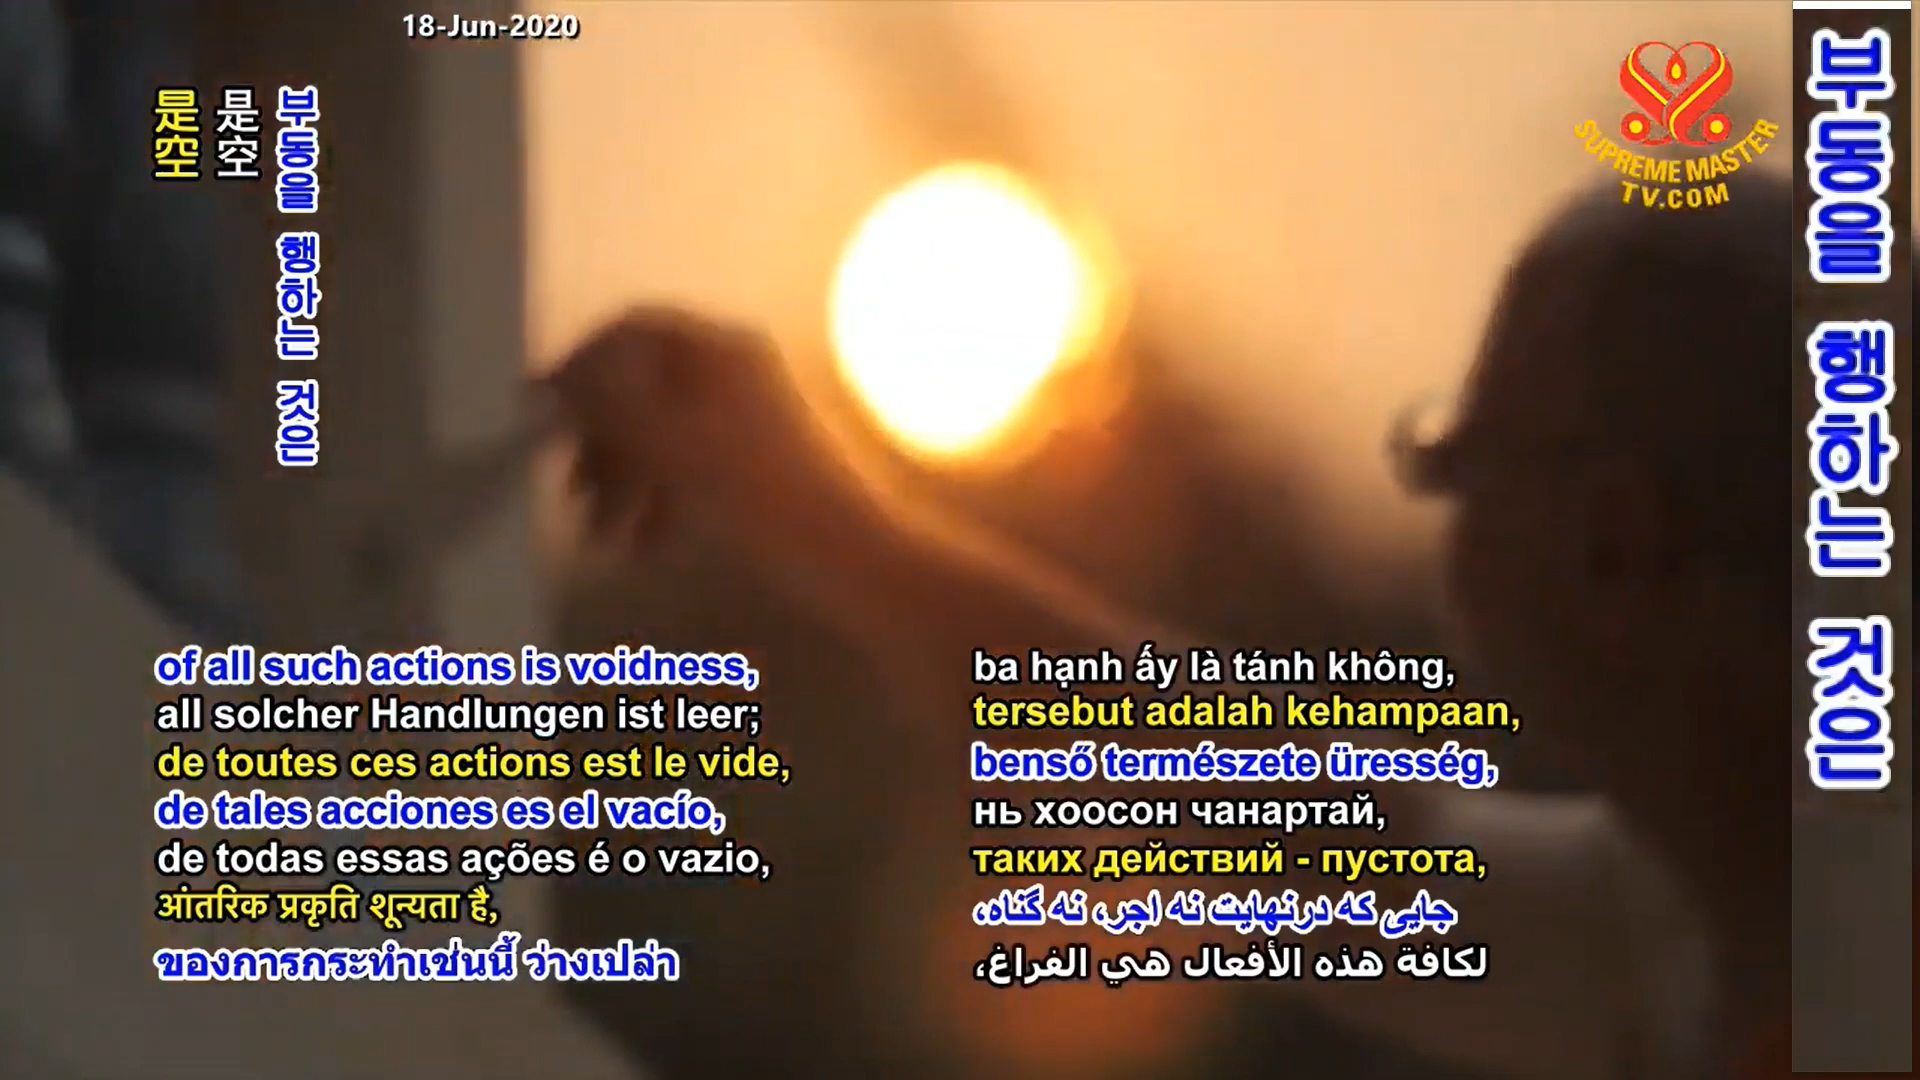 18-Jun-2020
是空
是空
부동을 행하는 것은
SUPREME MASTER
TV.COM
부동을 행하는 것은
of all such actions is voidness,
all solcher Handlungen ist leer;
de toutes ces actions est le vide,
de tales acciones es el vacío,
de todas essas ações é o vazio,
आंतरिक प्रकृति शून्यता है,
ของการกระทำเช่นนี้ ว่างเปล่า
ba hạnh ấy là tánh không,
tersebut adalah kehampaan,
benső természete üresség,
нь хоосон чанартай,
таких действий - пустота,
جایی که درنهایت نه اجر، نه گناه،
لكافة هذه الأفعال هي الفراغ،